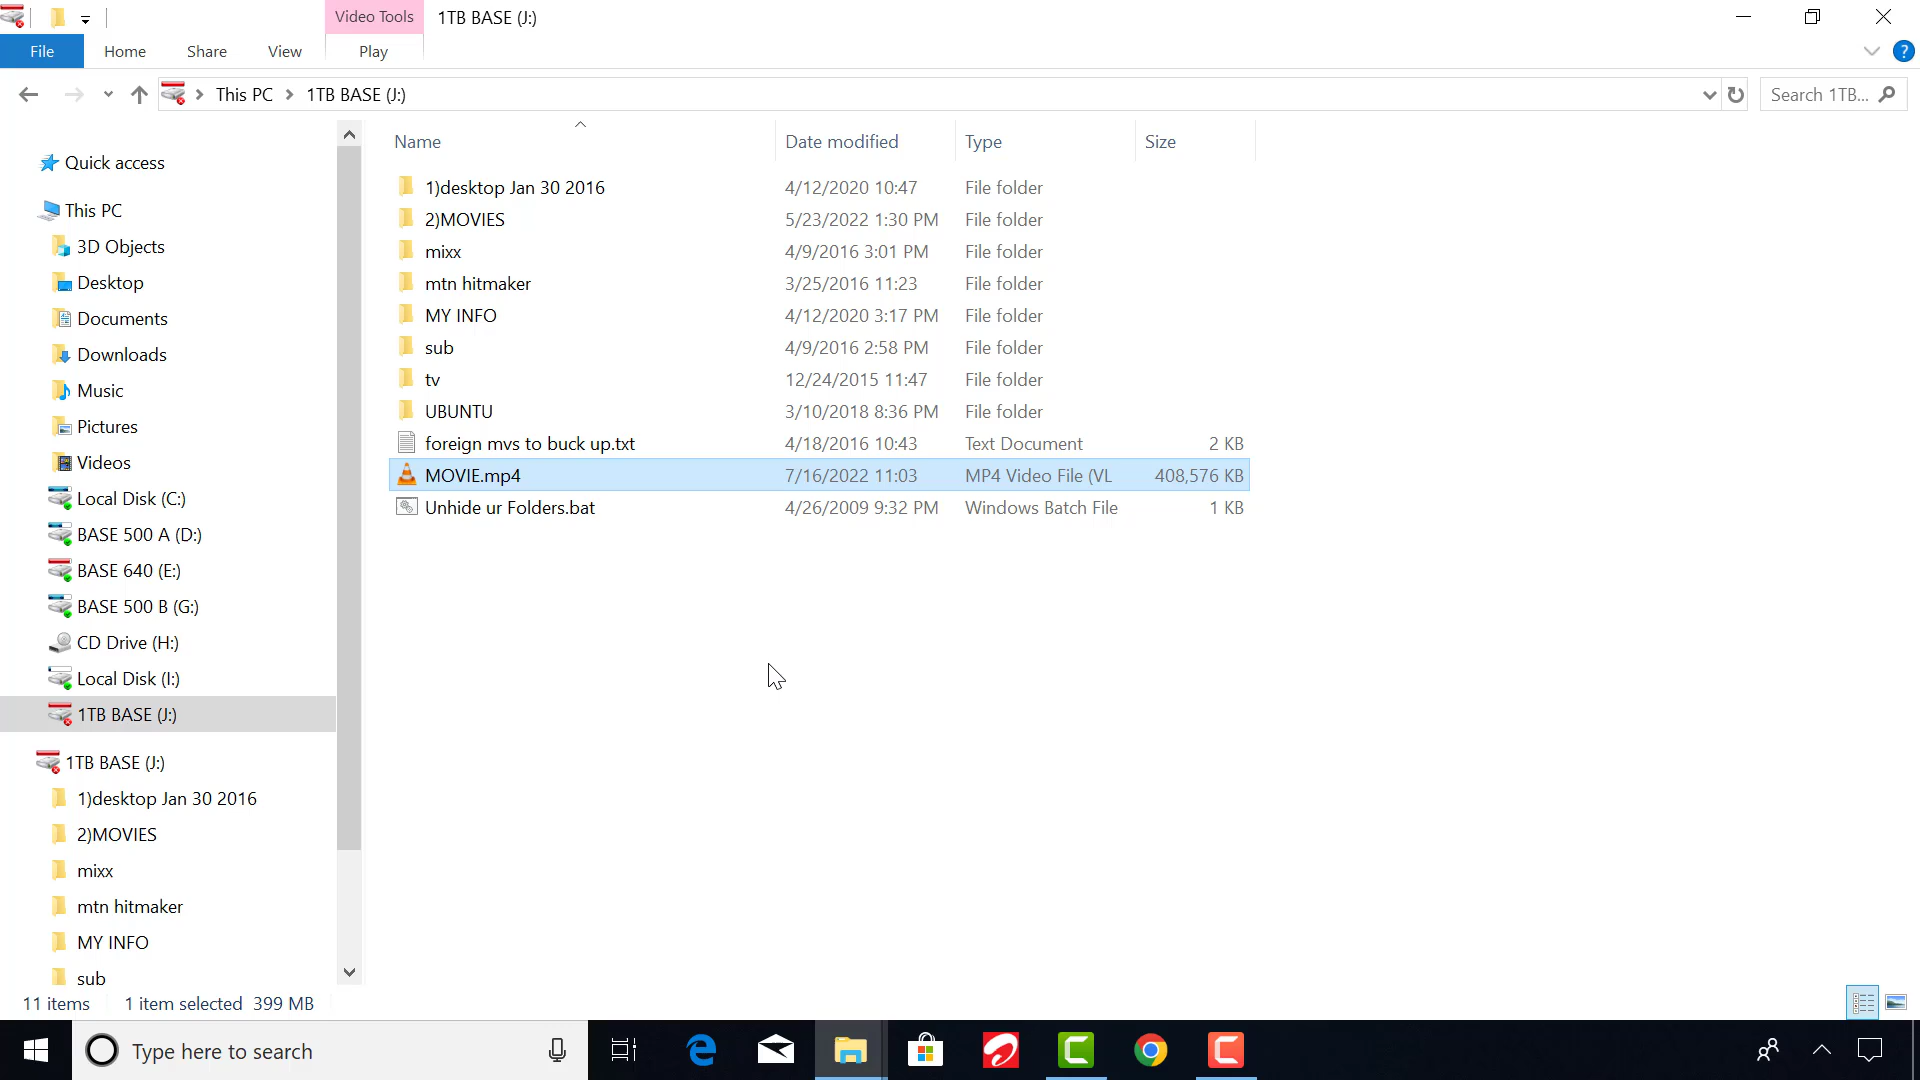 Video Tools 1TB BASE (J:)
File Home Share View Play ?
This PC 1TB BASE (J:) Search 1TB...
Name Date modified Type Size
1)desktop Jan 30 2016 4/12/2020 10:47 File folder
2)MOVIES 5/23/2022 1:30 PM File folder
mixx 4/9/2016 3:01 PM File folder
mtn hitmaker 3/25/2016 11:23 File folder
MY INFO 4/12/2020 3:17 PM File folder
sub 4/9/2016 2:58 PM File folder
tv 12/24/2015 11:47 File folder
UBUNTU 3/10/2018 8:36 PM File folder
foreign mvs to buck up.txt 4/18/2016 10:43 Text Document 2 KB
MOVIE.mp4 7/16/2022 11:03 MP4 Video File (VL 408,576 KB
Unhide ur Folders.bat 4/26/2009 9:32 PM Windows Batch File 1 KB
Quick access
This PC
3D Objects
Desktop
Documents
Downloads
Music
Pictures
Videos
Local Disk (C:)
BASE 500 A (D:)
BASE 640 (E:)
BASE 500 B (G:)
CD Drive (H:)
Local Disk (I:)
1TB BASE (J:)
1TB BASE (J:)
1)desktop Jan 30 2016
2)MOVIES
mixx
mtn hitmaker
MY INFO
sub
11 items 1 item selected 399 MB
Type here to search